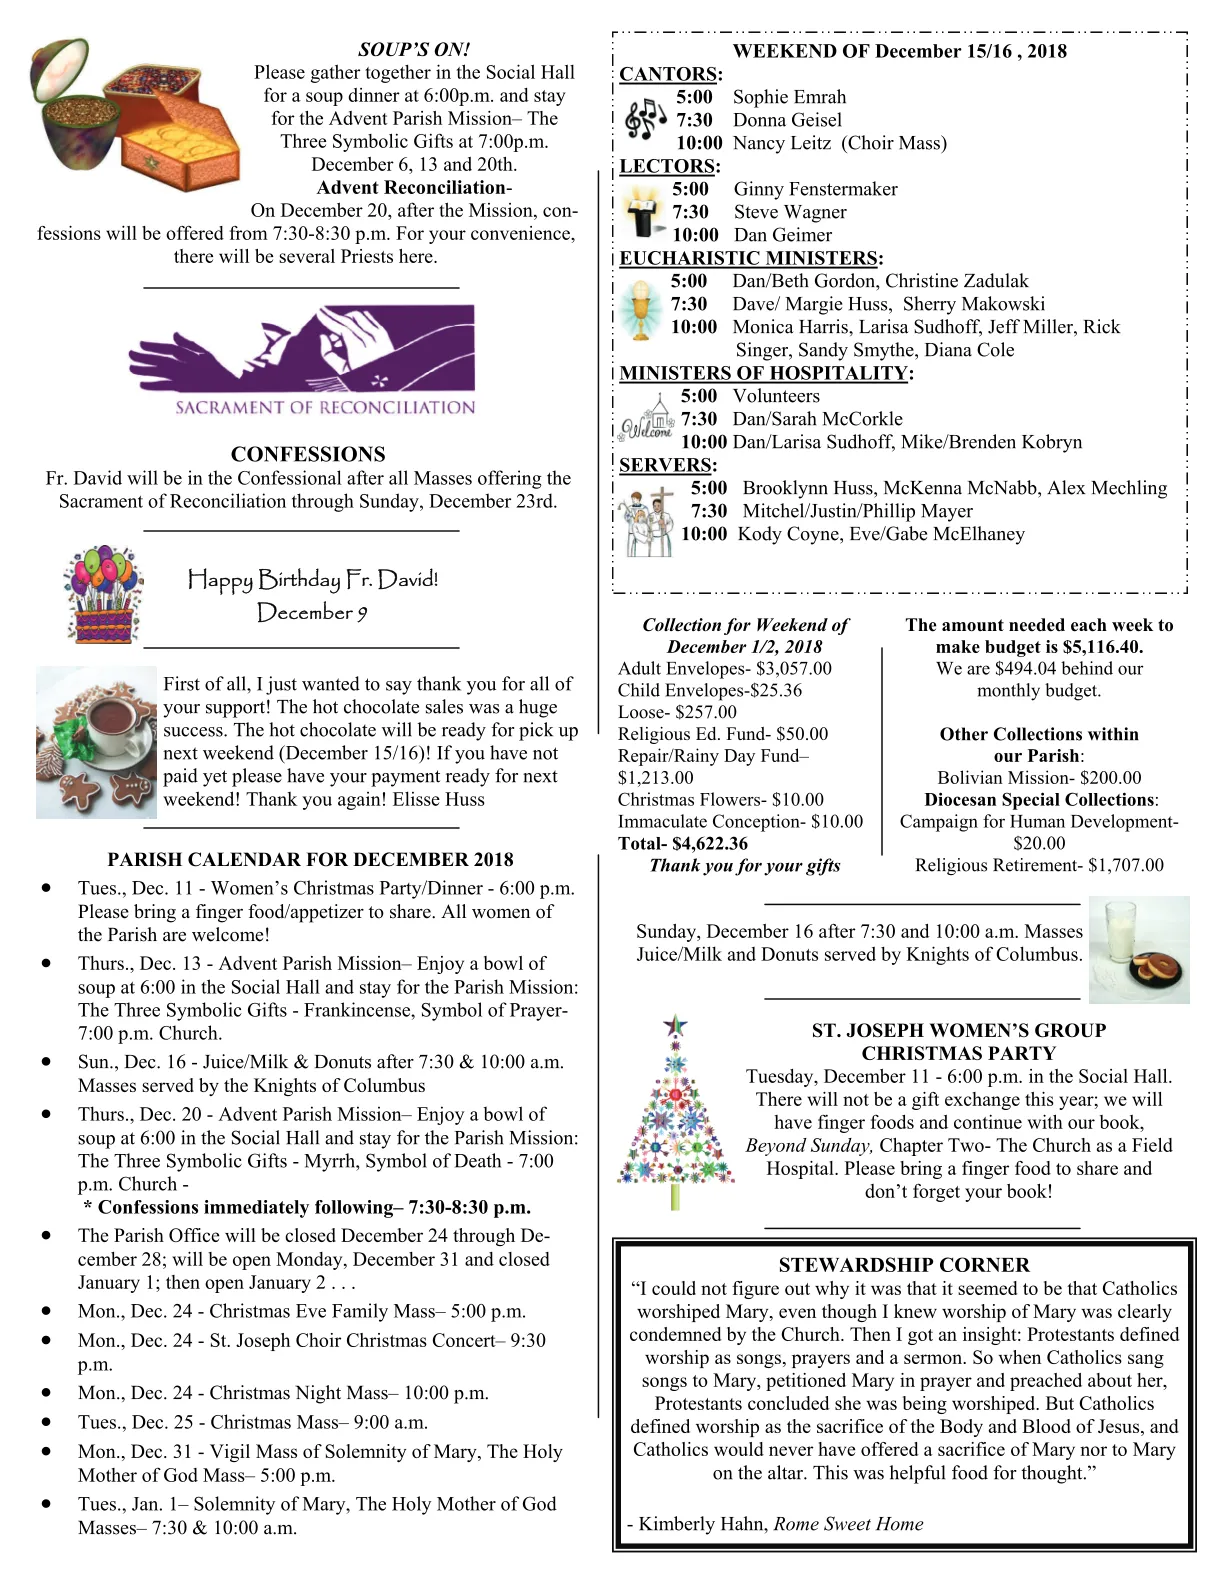 SOUP'S ON!
Please gather together in the Social Hall
for a soup dinner at 6:00p.m. and stay
for the Advent Parish Mission– The
Three Symbolic Gifts at 7:00p.m.
December 6, 13 and 20th.
Advent Reconciliation-
On December 20, after the Mission, con-
fessions will be offered from 7:30-8:30 p.m. For your convenience,
there will be several Priests here.
SACRAMENT OF RECONCILIATION
CONFESSIONS
Fr. David will be in the Confessional after all Masses offering the
Sacrament of Reconciliation through Sunday, December 23rd.
Happy Birthday Fr. David!
December 9
First of all, I just wanted to say thank you for all of
your support! The hot chocolate sales was a huge
success. The hot chocolate will be ready for pick up
next weekend (December 15/16)! If you have not
paid yet please have your payment ready for next
weekend! Thank you again! Elisse Huss
PARISH CALENDAR FOR DECEMBER 2018
• Tues., Dec. 11 - Women's Christmas Party/Dinner - 6:00 p.m.
Please bring a finger food/appetizer to share. All women of
the Parish are welcome!
• Thurs., Dec. 13 - Advent Parish Mission– Enjoy a bowl of
soup at 6:00 in the Social Hall and stay for the Parish Mission:
The Three Symbolic Gifts - Frankincense, Symbol of Prayer-
7:00 p.m. Church.
• Sun., Dec. 16 - Juice/Milk & Donuts after 7:30 & 10:00 a.m.
Masses served by the Knights of Columbus
• Thurs., Dec. 20 - Advent Parish Mission– Enjoy a bowl of
soup at 6:00 in the Social Hall and stay for the Parish Mission:
The Three Symbolic Gifts - Myrrh, Symbol of Death - 7:00
p.m. Church -
* Confessions immediately following– 7:30-8:30 p.m.
• The Parish Office will be closed December 24 through De-
cember 28; will be open Monday, December 31 and closed
January 1; then open January 2 . . .
• Mon., Dec. 24 - Christmas Eve Family Mass– 5:00 p.m.
• Mon., Dec. 24 - St. Joseph Choir Christmas Concert– 9:30
p.m.
• Mon., Dec. 24 - Christmas Night Mass– 10:00 p.m.
• Tues., Dec. 25 - Christmas Mass– 9:00 a.m.
• Mon., Dec. 31 - Vigil Mass of Solemnity of Mary, The Holy
Mother of God Mass– 5:00 p.m.
• Tues., Jan. 1– Solemnity of Mary, The Holy Mother of God
Masses– 7:30 & 10:00 a.m.
WEEKEND OF December 15/16 , 2018
CANTORS:
5:00 Sophie Emrah
7:30 Donna Geisel
10:00 Nancy Leitz (Choir Mass)
LECTORS:
5:00 Ginny Fenstermaker
7:30 Steve Wagner
10:00 Dan Geimer
EUCHARISTIC MINISTERS:
5:00 Dan/Beth Gordon, Christine Zadulak
7:30 Dave/ Margie Huss, Sherry Makowski
10:00 Monica Harris, Larisa Sudhoff, Jeff Miller, Rick
Singer, Sandy Smythe, Diana Cole
MINISTERS OF HOSPITALITY:
Welcome
5:00 Volunteers
7:30 Dan/Sarah McCorkle
10:00 Dan/Larisa Sudhoff, Mike/Brenden Kobryn
SERVERS:
5:00 Brooklynn Huss, McKenna McNabb, Alex Mechling
7:30 Mitchel/Justin/Phillip Mayer
10:00 Kody Coyne, Eve/Gabe McElhaney
Collection for Weekend of
December 1/2, 2018
Adult Envelopes- $3,057.00
Child Envelopes-$25.36
Loose- $257.00
Religious Ed. Fund- $50.00
Repair/Rainy Day Fund–
$1,213.00
Christmas Flowers- $10.00
Immaculate Conception- $10.00
Total- $4,622.36
Thank you for your gifts
The amount needed each week to
make budget is $5,116.40.
We are $494.04 behind our
monthly budget.
Other Collections within
our Parish:
Bolivian Mission- $200.00
Diocesan Special Collections:
Campaign for Human Development-
$20.00
Religious Retirement- $1,707.00
Sunday, December 16 after 7:30 and 10:00 a.m. Masses
Juice/Milk and Donuts served by Knights of Columbus.
ST. JOSEPH WOMEN'S GROUP
CHRISTMAS PARTY
Tuesday, December 11 - 6:00 p.m. in the Social Hall.
There will not be a gift exchange this year; we will
have finger foods and continue with our book,
Beyond Sunday, Chapter Two- The Church as a Field
Hospital. Please bring a finger food to share and
don't forget your book!
STEWARDSHIP CORNER
“I could not figure out why it was that it seemed to be that Catholics
worshiped Mary, even though I knew worship of Mary was clearly
condemned by the Church. Then I got an insight: Protestants defined
worship as songs, prayers and a sermon. So when Catholics sang
songs to Mary, petitioned Mary in prayer and preached about her,
Protestants concluded she was being worshiped. But Catholics
defined worship as the sacrifice of the Body and Blood of Jesus, and
Catholics would never have offered a sacrifice of Mary nor to Mary
on the altar. This was helpful food for thought.”
- Kimberly Hahn, Rome Sweet Home